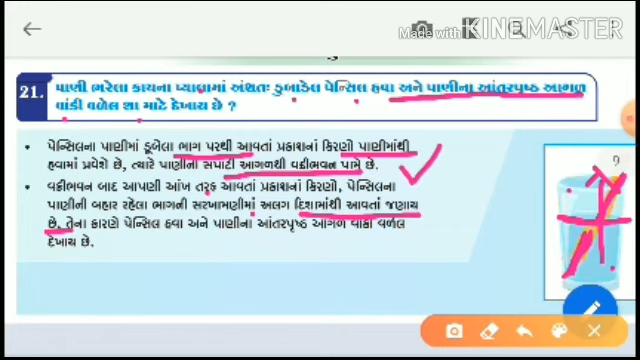 Made with KINEMASTER
21. પાણી ભરેલા કાચના પ્યાલામાં અંશતઃ ડુબાડેલ પેન્સિલ હવા અને પાણીના આંતરપૃષ્ઠ આગળ
વાંકી વળેલ શા માટે દેખાય છે ?
• પેન્સિલના પાણીમાં ડૂબેલા ભાગ પરથી આવતાં પ્રકાશનાં કિરણો પાણીમાંથી
હવામાં પ્રવેશે છે, ત્યારે પાણીની સપાટી આગળથી વક્રીભવન પામે છે.
• વક્રીભવન બાદ આપણી આંખ તરફ આવતાં પ્રકાશનાં કિરણો, પેન્સિલના
પાણીની બહાર રહેલા ભાગની સરખામણીમાં અલગ દિશામાંથી આવતાં જણાય
છે. તેના કારણે પેન્સિલ હવા અને પાણીના આંતરપૃષ્ઠ આગળ વાંકી વળેલ
દેખાય છે.